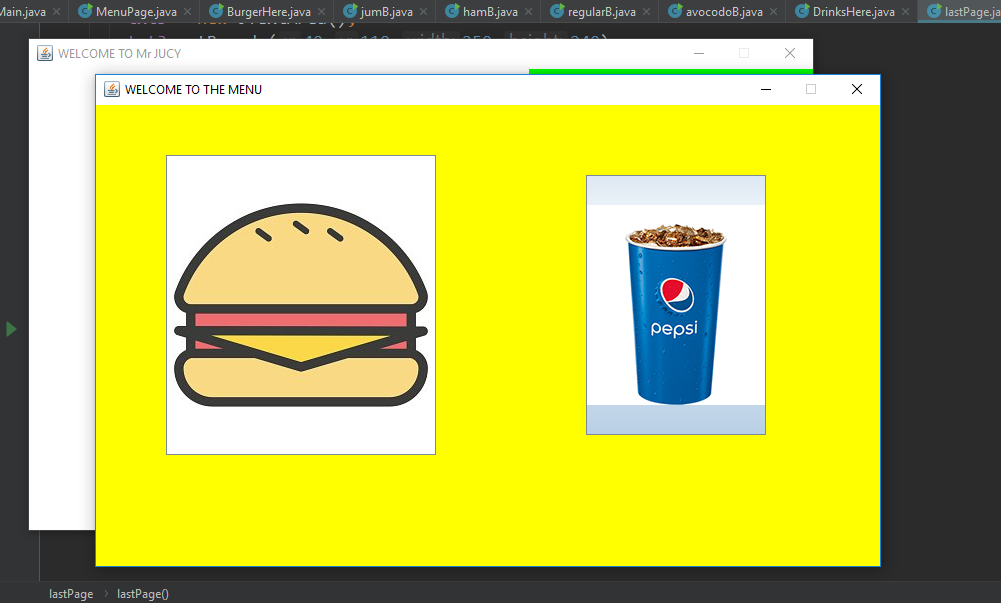 Main.java MenuPage.java BurgerHere.java jumB.java hamB.java regularB.java avocodoB.java DrinksHere.java lastPage.ja
WELCOME TO Mr JUCY
WELCOME TO THE MENU
pepsi
lastPage lastPage()